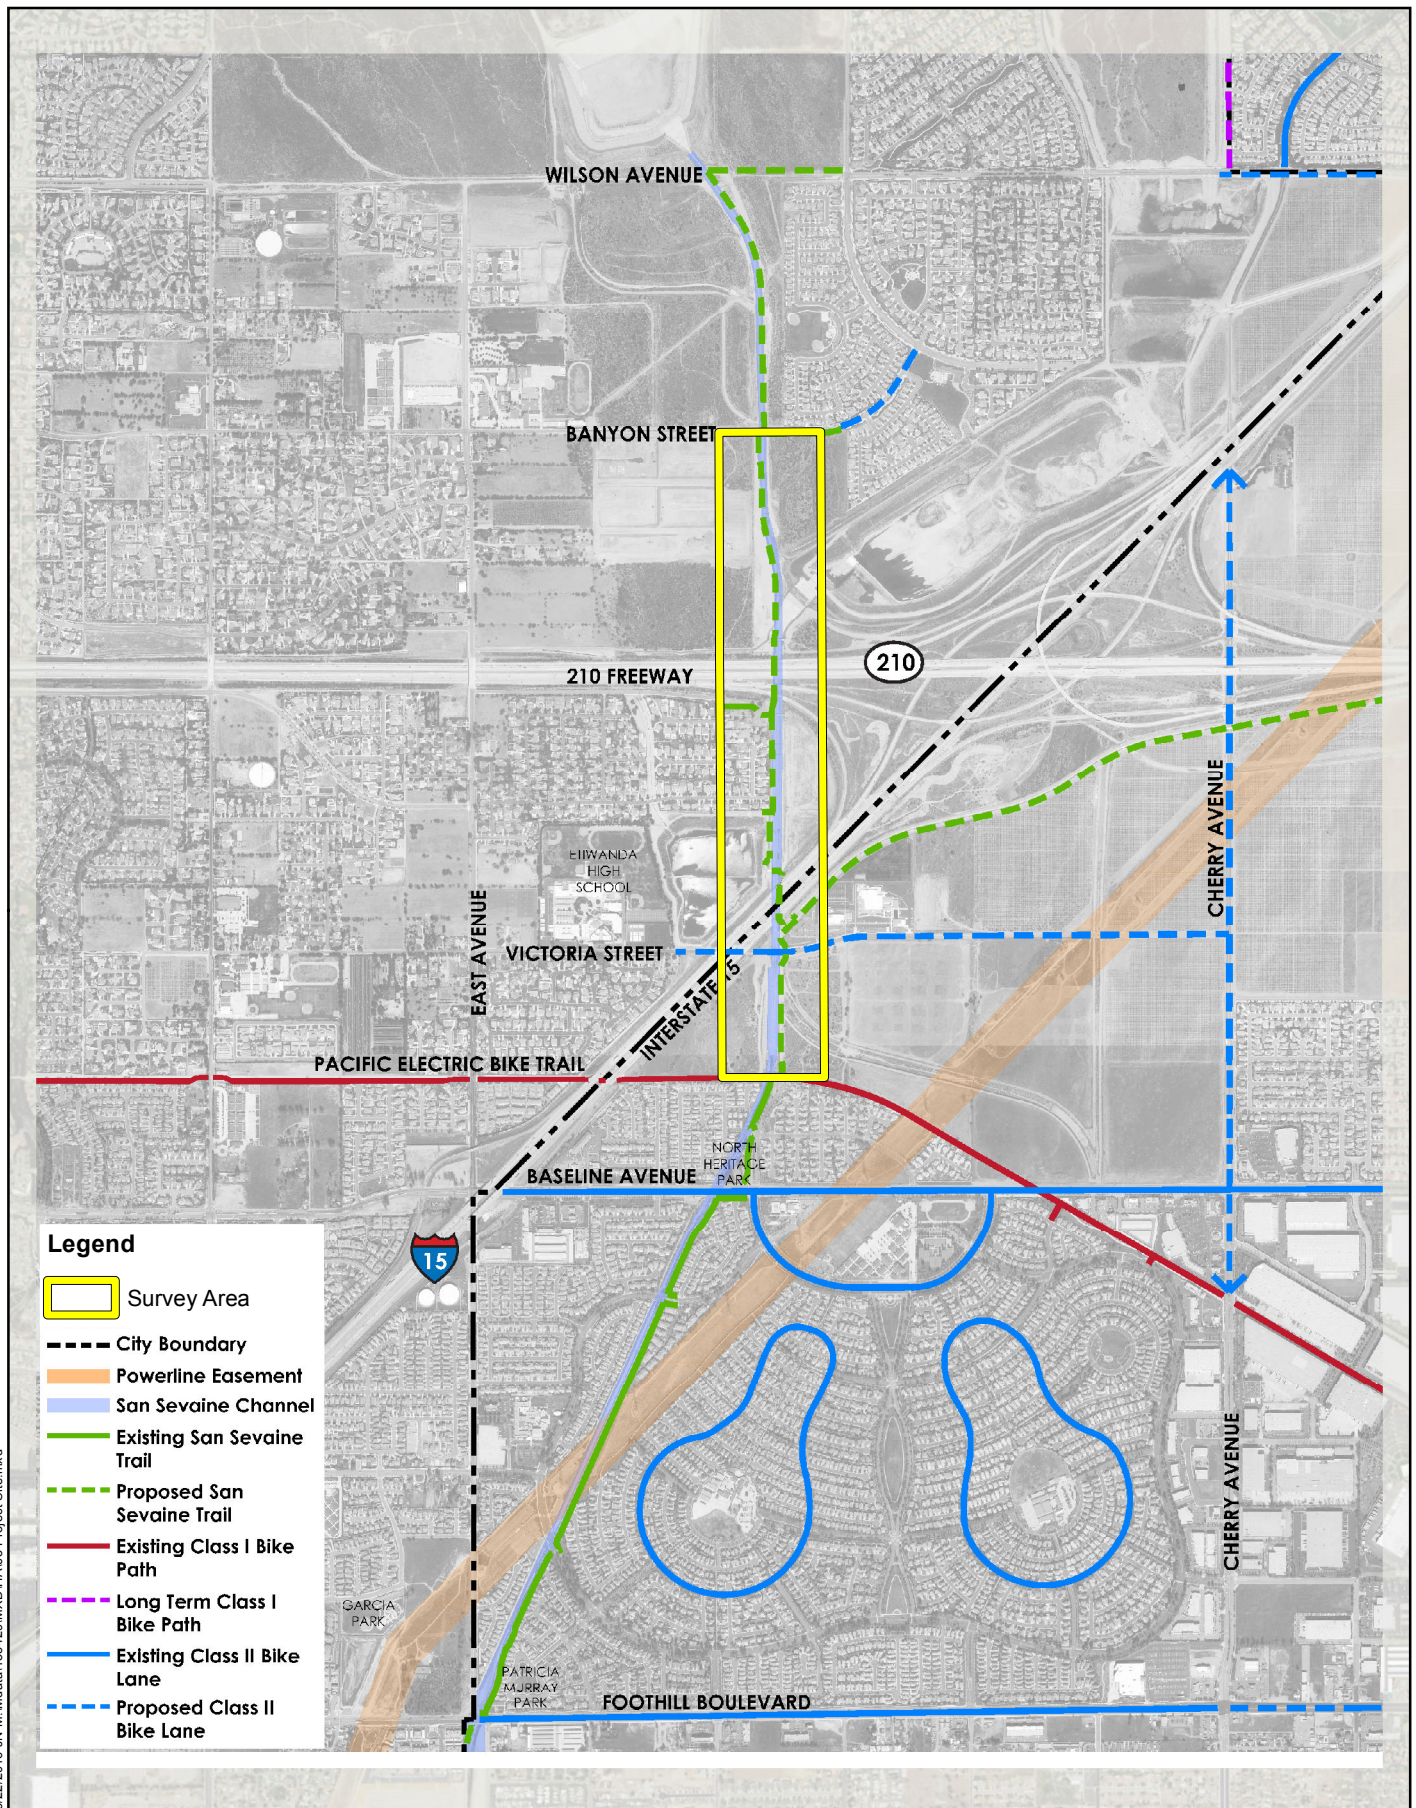 WILSON AVENUE
BANYON STREET
210 FREEWAY
210
CHERRY AVENUE
ETIWANDA
HIGH
SCHOOL
EAST AVENUE
VICTORIA STREET
INTERSTATE 15
PACIFIC ELECTRIC BIKE TRAIL
NORTH
HERITAGE
PARK
BASELINE AVENUE
15
Legend
Survey Area
City Boundary
Powerline Easement
San Sevaine Channel
Existing San Sevaine
Trail
Proposed San
Sevaine Trail
Existing Class I Bike
Path
Long Term Class I
Bike Path
Existing Class II Bike
Lane
Proposed Class II
Bike Lane
CHERRY AVENUE
GARCIA
PARK
PATRICIA
MURRAY
PARK
FOOTHILL BOULEVARD